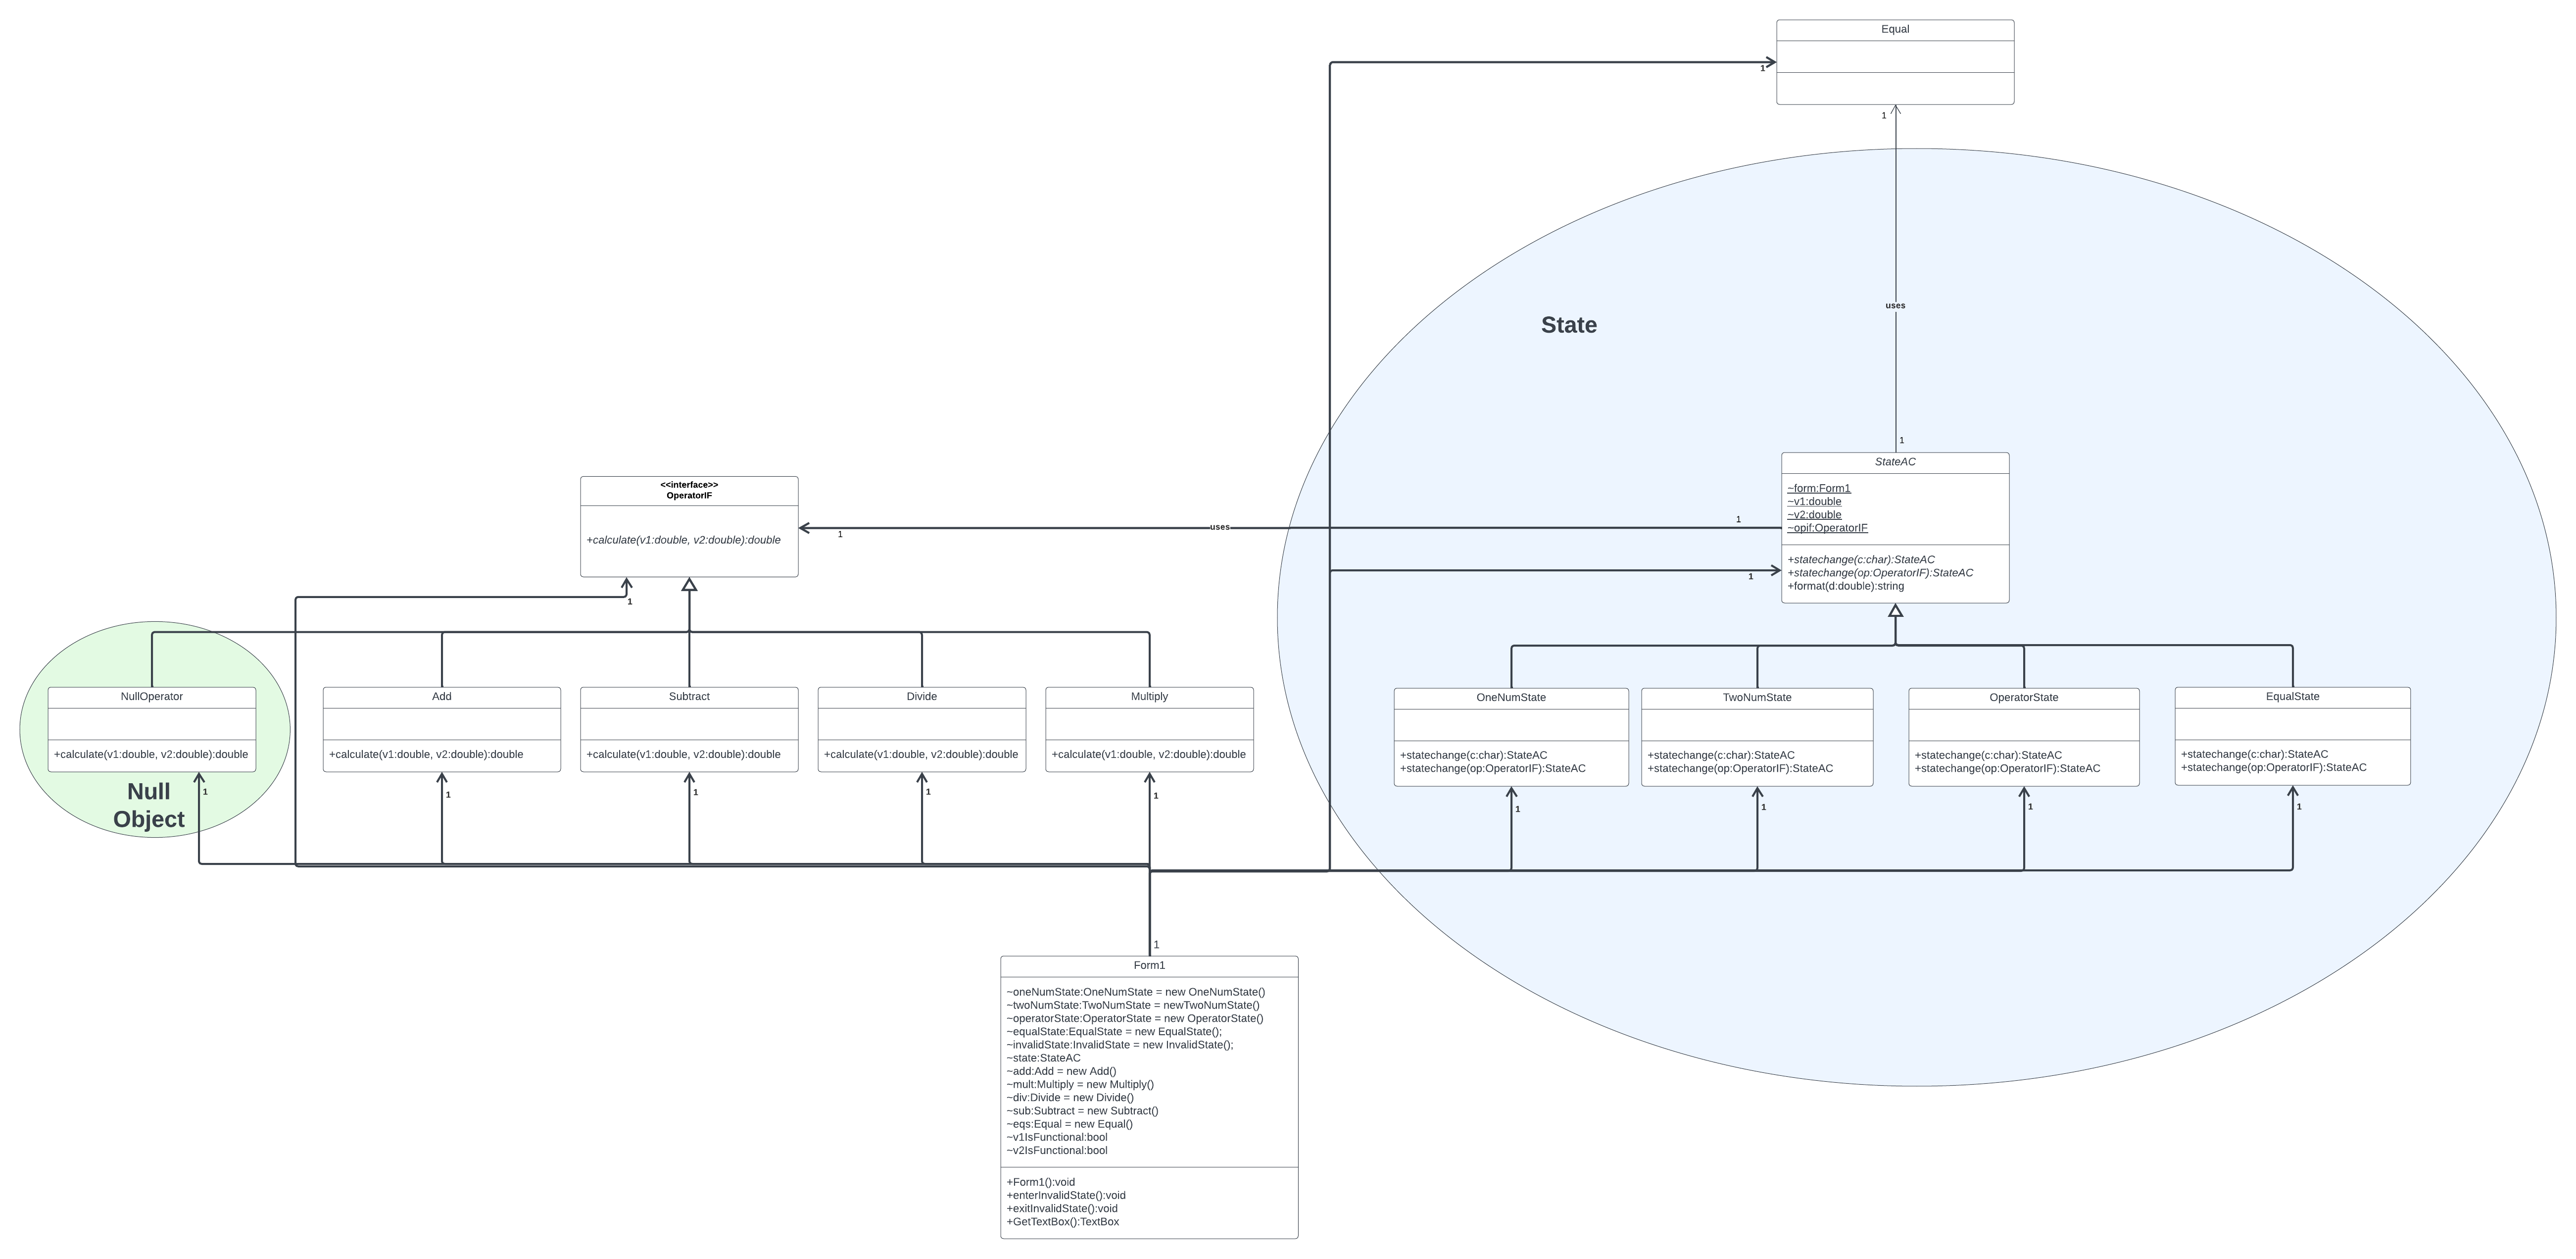 Equal
1
1
uses
State
1
StateAC
~form:Form1
~v1:double
~v2:double
~opif:OperatorIF
+statechange(c:char):StateAC
+statechange(op:OperatorIF):StateAC
+format(d:double):string
<<interface>>
OperatorIF
+calculate(v1:double, v2:double):double
1
uses
1
1
1
NullOperator
+calculate(v1:double, v2:double):double
Null
Object
1
Add
+calculate(v1:double, v2:double):double
1
Subtract
+calculate(v1:double, v2:double):double
1
Divide
+calculate(v1:double, v2:double):double
1
Multiply
+calculate(v1:double, v2:double):double
1
OneNumState
+statechange(c:char):StateAC
+statechange(op:OperatorIF):StateAC
1
TwoNumState
+statechange(c:char):StateAC
+statechange(op:OperatorIF):StateAC
1
OperatorState
+statechange(c:char):StateAC
+statechange(op:OperatorIF):StateAC
1
EqualState
+statechange(c:char):StateAC
+statechange(op:OperatorIF):StateAC
1
1
Form1
~oneNumState:OneNumState = new OneNumState()
~twoNumState:TwoNumState = newTwoNumState()
~operatorState:OperatorState = new OperatorState()
~equalState:EqualState = new EqualState();
~invalidState:InvalidState = new InvalidState();
~state:StateAC
~add:Add = new Add()
~mult:Multiply = new Multiply()
~div:Divide = new Divide()
~sub:Subtract = new Subtract()
~eqs:Equal = new Equal()
~v1IsFunctional:bool
~v2IsFunctional:bool
+Form1():void
+enterInvalidState():void
+exitInvalidState():void
+GetTextBox():TextBox